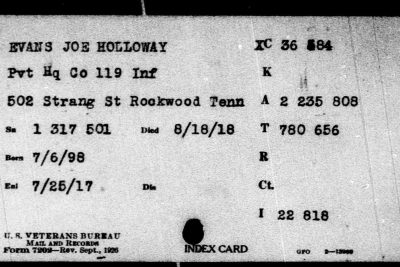 EVANS JOE HOLLOWAY XC 36 584
Pvt Hq Co 119 Inf K
502 Strang St Rockwood Tenn A 2 235 808
Sn 1 317 501 Died 8/18/18 T 780 656
Born 7/6/98 R
Enl 7/25/17 Dis Ct.
I 22 818
U. S. VETERANS BUREAU
MAIL AND RECORDS
Form 7202—Rev. Sept., 1926 INDEX CARD GPO